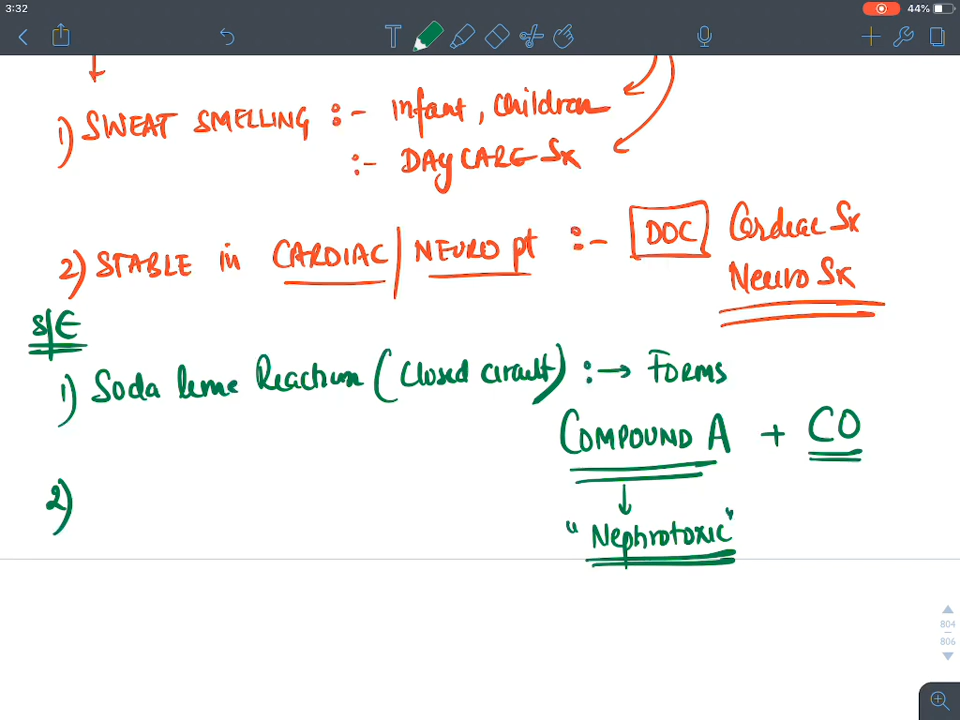 3:32
44%
T
1) SWEAT SMELLING :- Infant, Children
:- DAY CARE Sx
2) STABLE in CARDIAC | NEURO pt :- DOC Cardiac Sx
Neuro Sx
S/E
1) Soda leme Reaction (Closed circuit) :→ FORMS
COMPOUND A + CO
↓
"Nephrotoxic"
2)
804
806